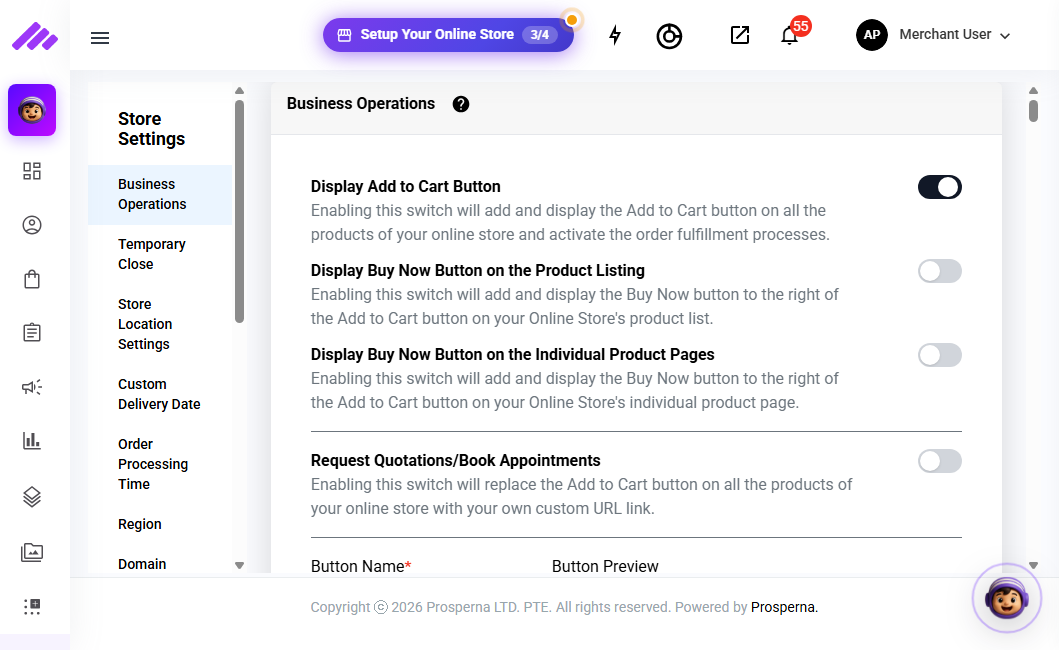 Setup Your Online Store 3/4
55
AP Merchant User
Store
Settings
Business
Operations
Temporary
Close
Store
Location
Settings
Custom
Delivery Date
Order
Processing
Time
Region
Domain
Business Operations ?
Display Add to Cart Button
Enabling this switch will add and display the Add to Cart button on all the
products of your online store and activate the order fulfillment processes.
Display Buy Now Button on the Product Listing
Enabling this switch will add and display the Buy Now button to the right of
the Add to Cart button on your Online Store's product list.
Display Buy Now Button on the Individual Product Pages
Enabling this switch will add and display the Buy Now button to the right of
the Add to Cart button on your Online Store's individual product page.
Request Quotations/Book Appointments
Enabling this switch will replace the Add to Cart button on all the products of
your online store with your own custom URL link.
Button Name* Button Preview
Copyright © 2026 Prosperna LTD. PTE. All rights reserved. Powered by Prosperna.